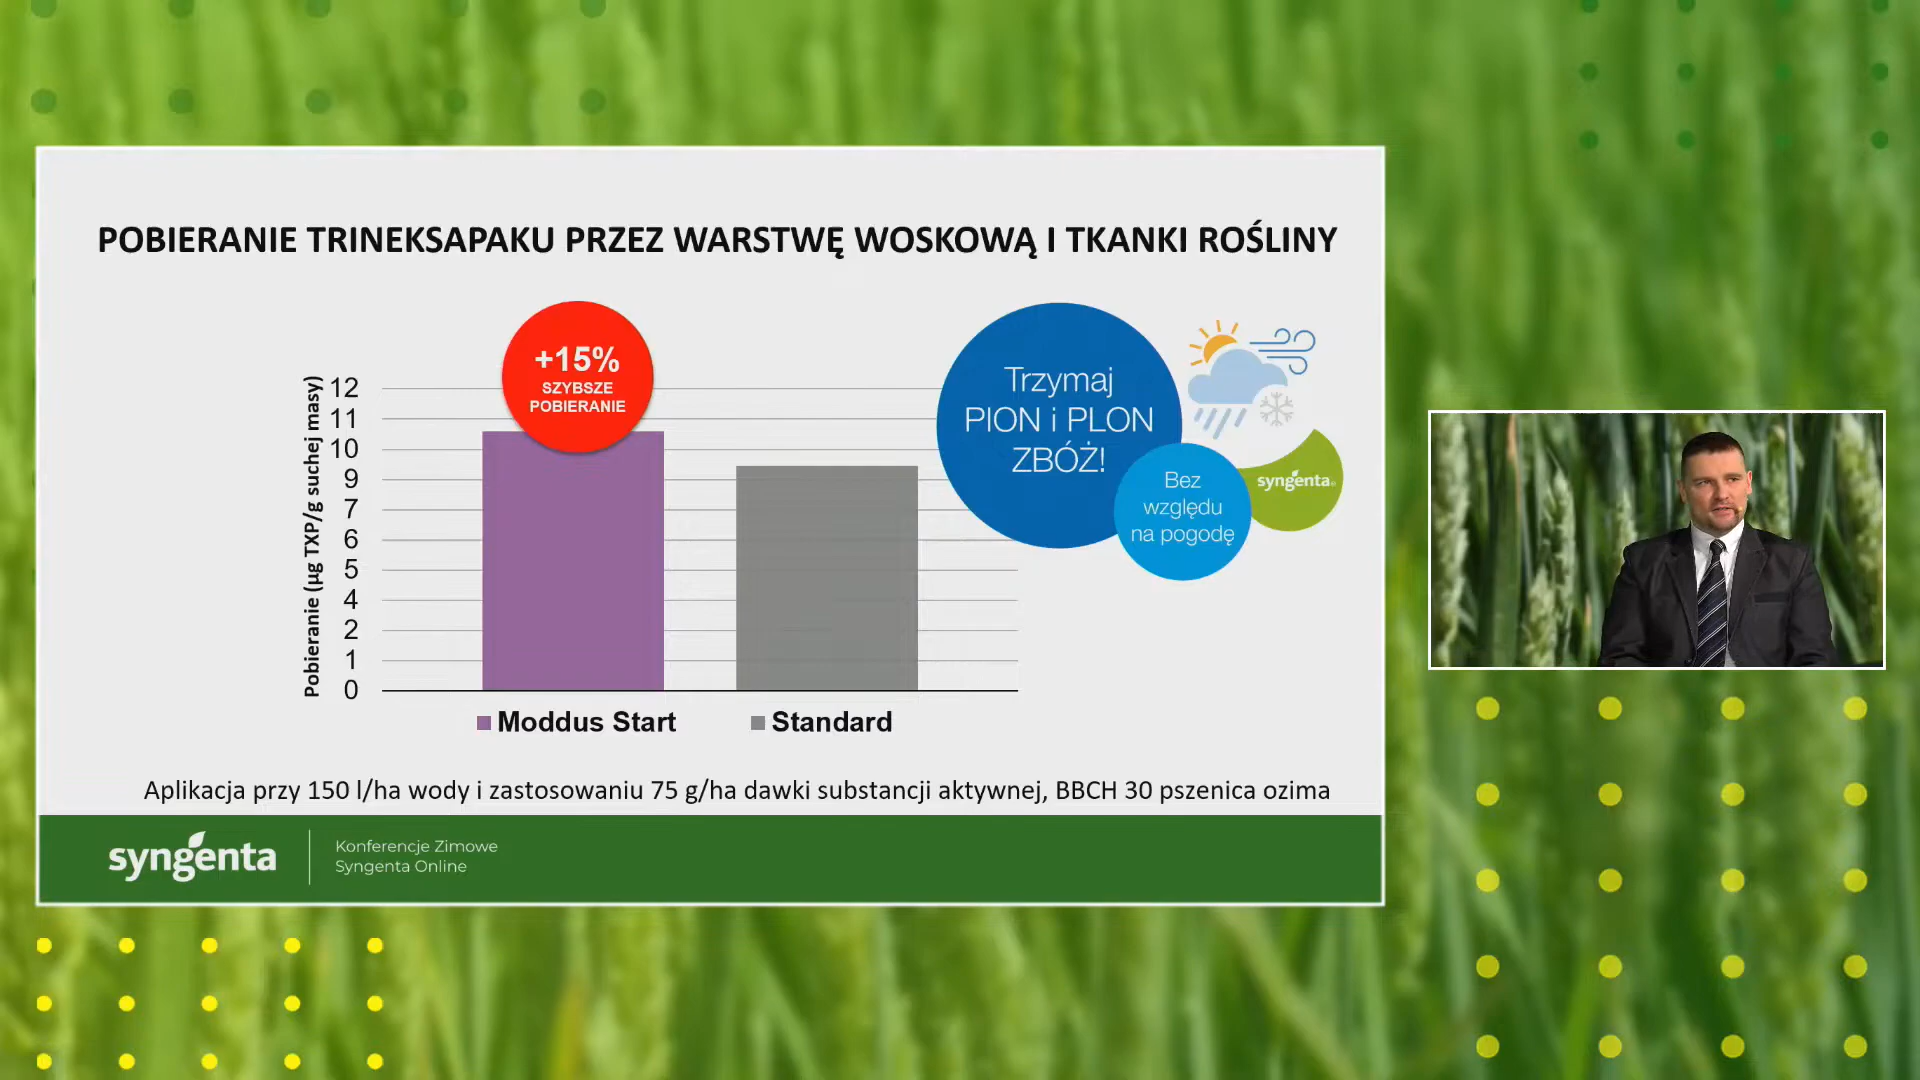 POBIERANIE TRINEKSAPAKU PRZEZ WARSTWĘ WOSKOWĄ I TKANKI ROŚLINY
+15%
SZYBSZE
POBIERANIE
Pobieranie (µg TXP/g suchej masy)
12
11
10
9
7
6
5
4
2
1
0
Moddus Start
Standard
Trzymaj
PION i PLON
ZBÓŻ!
Bez
względu
na pogodę
syngenta
Aplikacja przy 150 l/ha wody i zastosowaniu 75 g/ha dawki substancji aktywnej, BBCH 30 pszenica ozima
syngenta
Konferencje Zimowe
Syngenta Online